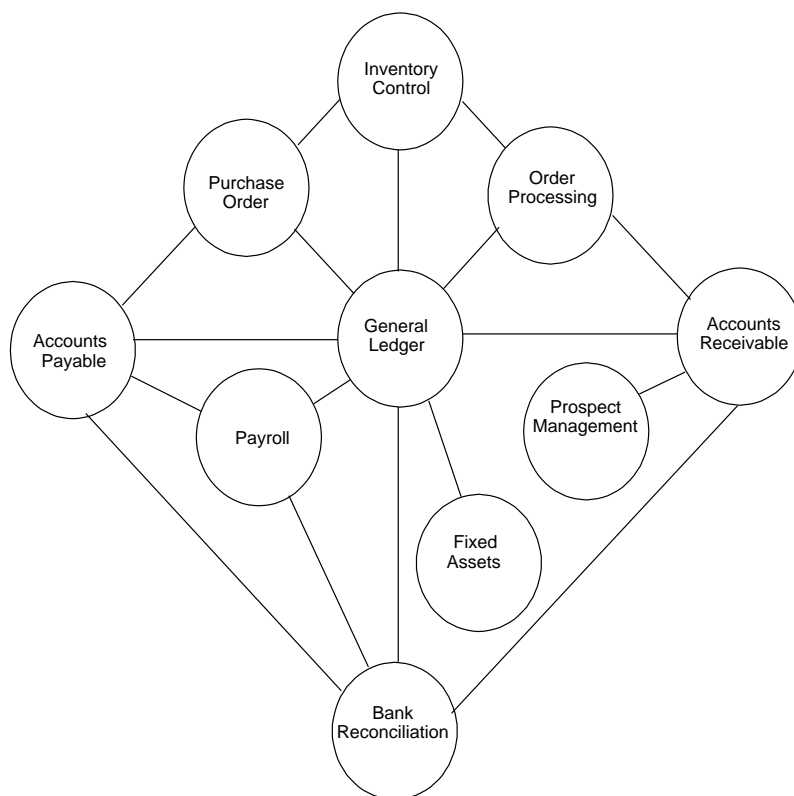 Inventory
Control
Purchase
Order
Order
Processing
Accounts
Payable
General
Ledger
Accounts
Receivable
Payroll
Prospect
Management
Fixed
Assets
Bank
Reconciliation